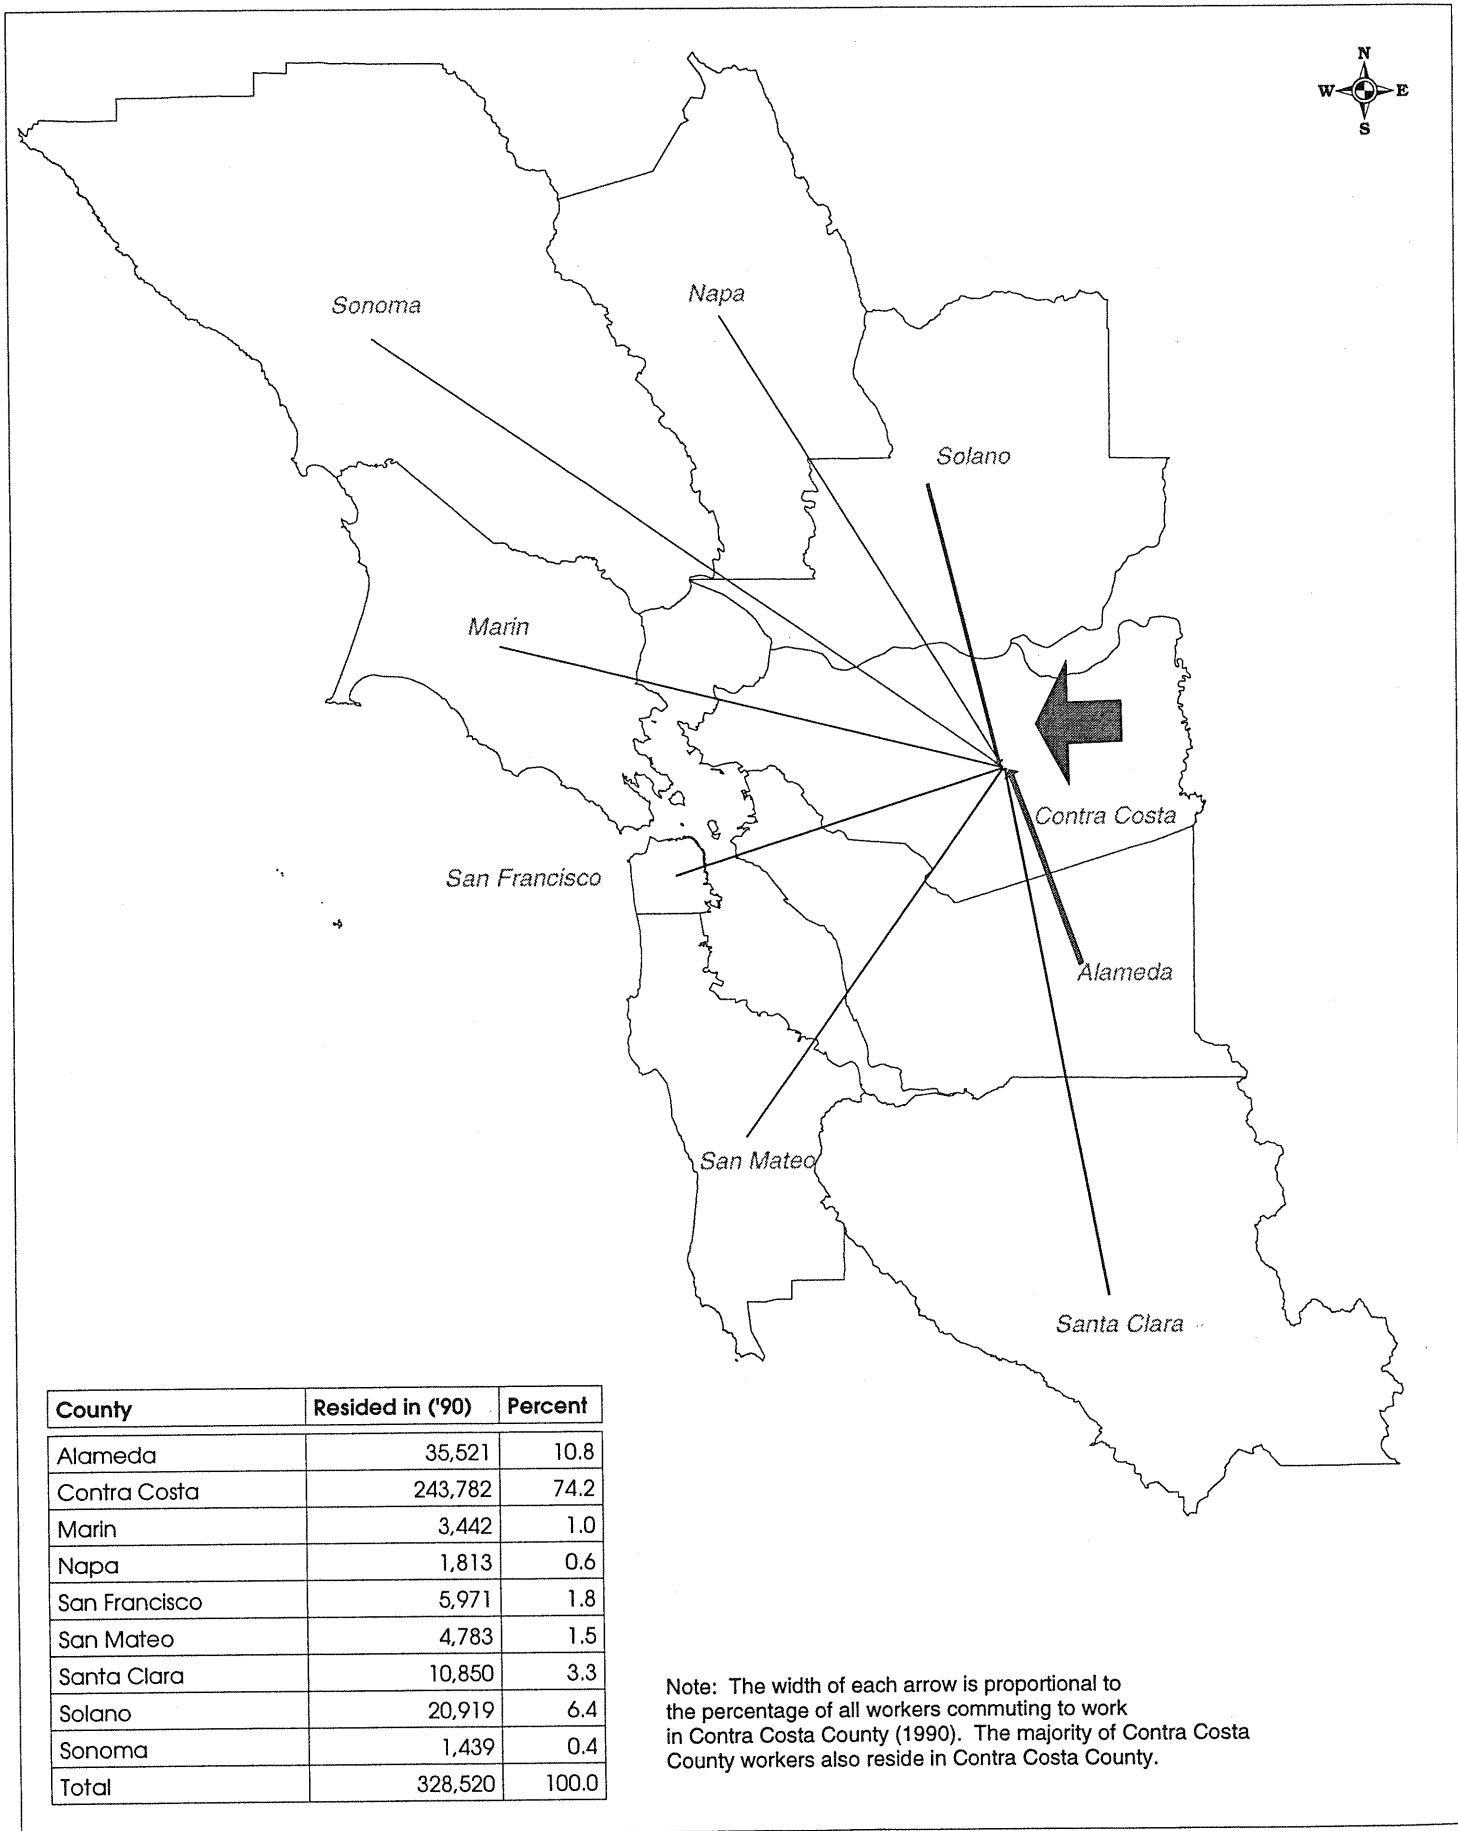 N
W E
S
Sonoma
Napa
Solano
Marin
Contra Costa
San Francisco
Alameda
San Mateo
Santa Clara
County Resided in ('90) Percent
Alameda 35,521 10.8
Contra Costa 243,782 74.2
Marin 3,442 1.0
Napa 1,813 0.6
San Francisco 5,971 1.8
San Mateo 4,783 1.5
Santa Clara 10,850 3.3
Solano 20,919 6.4
Sonoma 1,439 0.4
Total 328,520 100.0
Note: The width of each arrow is proportional to
the percentage of all workers commuting to work
in Contra Costa County (1990). The majority of Contra Costa
County workers also reside in Contra Costa County.